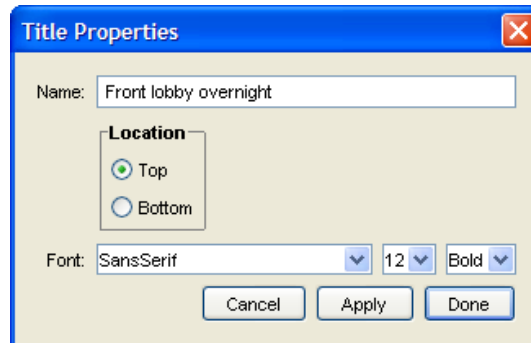 Title Properties
Name: Front lobby overnight
Location
Top
Bottom
Font: SansSerif 12 Bold
Cancel Apply Done